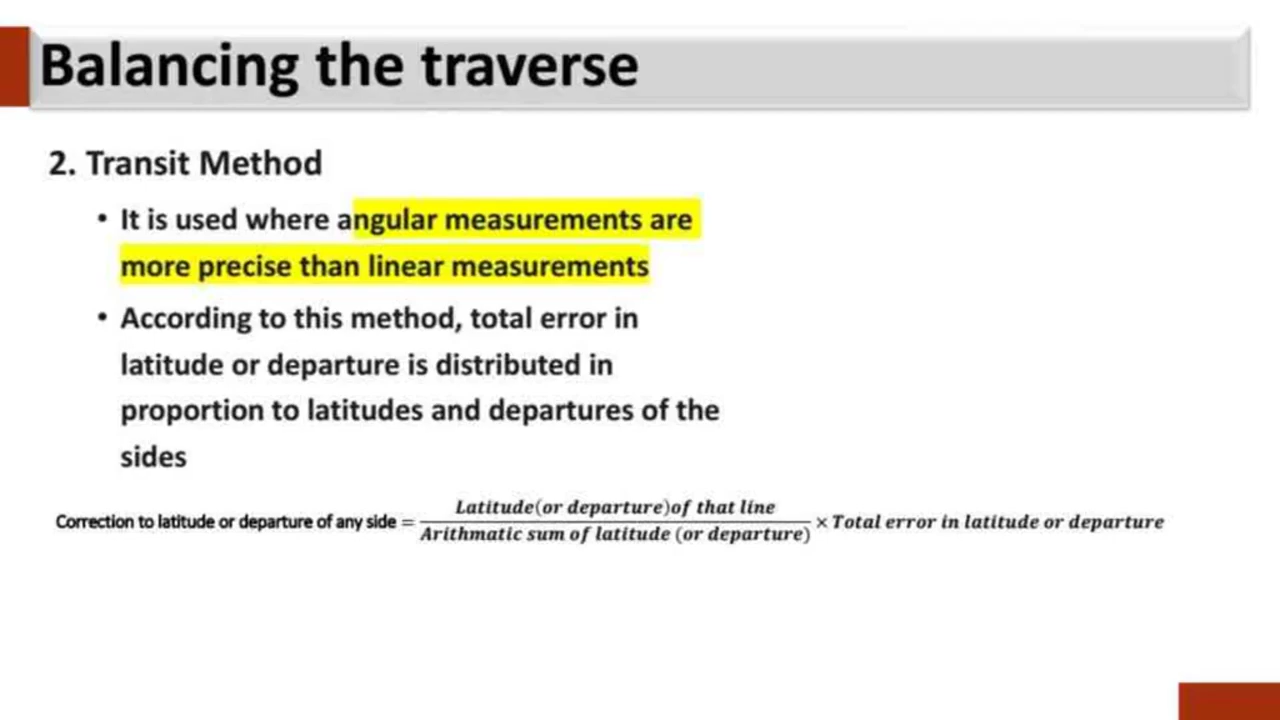 Balancing the traverse
2. Transit Method
• It is used where angular measurements are
more precise than linear measurements
• According to this method, total error in
latitude or departure is distributed in
proportion to latitudes and departures of the
sides
Correction to latitude or departure of any side = Latitude(or departure)of that line / Arithmatic sum of latitude (or departure) × Total error in latitude or departure